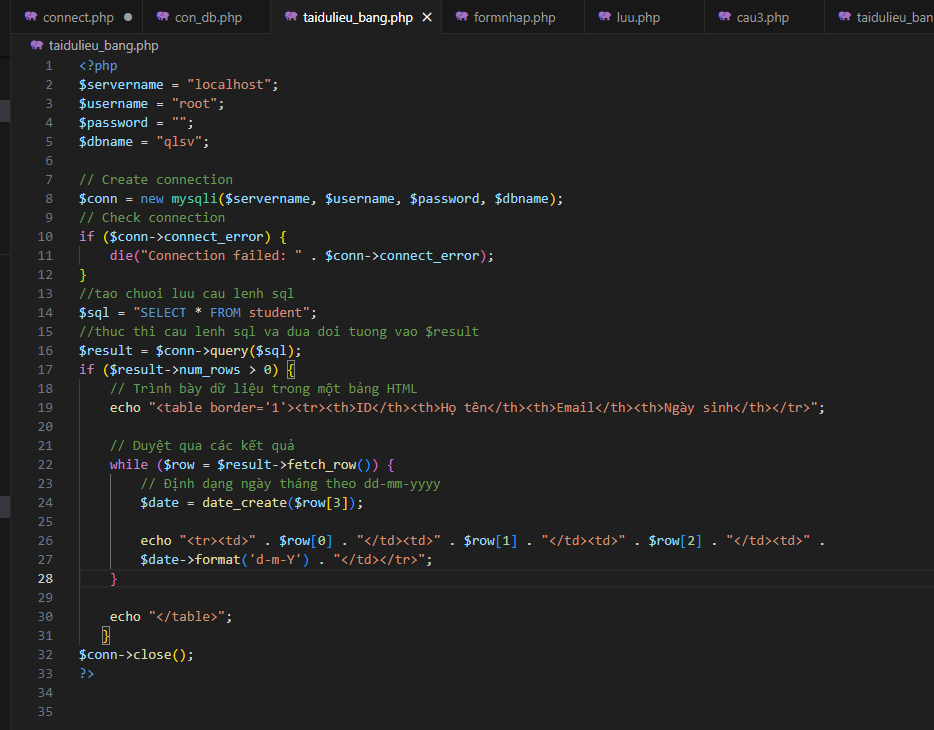 connect.php con_db.php taidulieu_bang.php formnhap.php luu.php cau3.php taidulieu_ban
taidulieu_bang.php
1 <?php
2 $servername = "localhost";
3 $username = "root";
4 $password = "";
5 $dbname = "qlsv";
6
7 // Create connection
8 $conn = new mysqli($servername, $username, $password, $dbname);
9 // Check connection
10 if ($conn->connect_error) {
11     die("Connection failed: " . $conn->connect_error);
12 }
13 //tao chuoi luu cau lenh sql
14 $sql = "SELECT * FROM student";
15 //thuc thi cau lenh sql va dua doi tuong vao $result
16 $result = $conn->query($sql);
17 if ($result->num_rows > 0) {
18     // Trình bày dữ liệu trong một bảng HTML
19     echo "<table border='1'><tr><th>ID</th><th>Họ tên</th><th>Email</th><th>Ngày sinh</th></tr>";
20
21     // Duyệt qua các kết quả
22     while ($row = $result->fetch_row()) {
23         // Định dạng ngày tháng theo dd-mm-yyyy
24         $date = date_create($row[3]);
25
26         echo "<tr><td>" . $row[0] . "</td><td>" . $row[1] . "</td><td>" . $row[2] . "</td><td>" .
27         $date->format('d-m-Y') . "</td></tr>";
28     }
29
30     echo "</table>";
31    }
32 $conn->close();
33 ?>
34
35